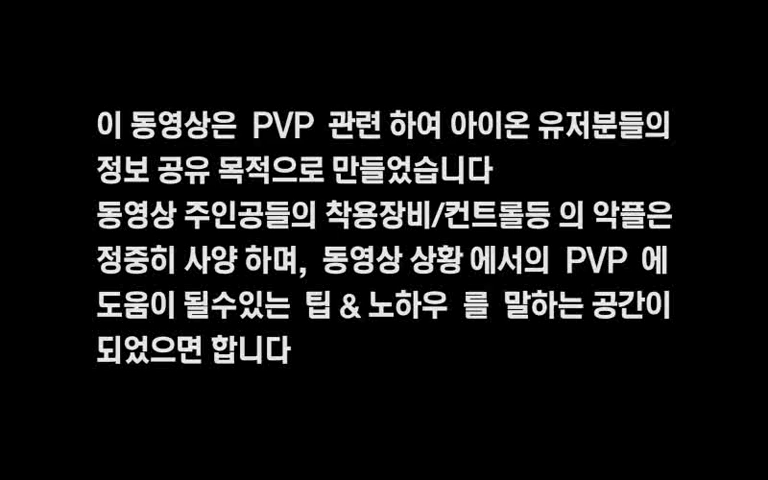 이 동영상은 PVP 관련 하여 아이온 유저분들의
정보 공유 목적으로 만들었습니다
동영상 주인공들의 착용장비/컨트롤등 의 악플은
정중히 사양 하며, 동영상 상황 에서의 PVP 에
도움이 될수있는 팁 & 노하우 를 말하는 공간이
되었으면 합니다